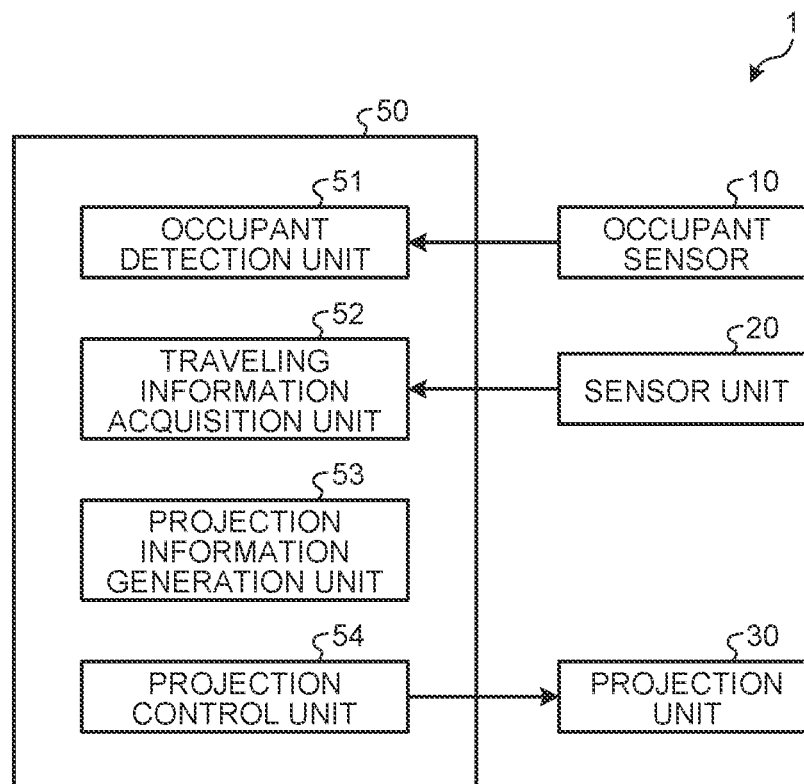 1
50
51
OCCUPANT
DETECTION UNIT
10
OCCUPANT
SENSOR
52
TRAVELING
INFORMATION
ACQUISITION UNIT
20
SENSOR UNIT
53
PROJECTION
INFORMATION
GENERATION UNIT
54
PROJECTION
CONTROL UNIT
30
PROJECTION
UNIT